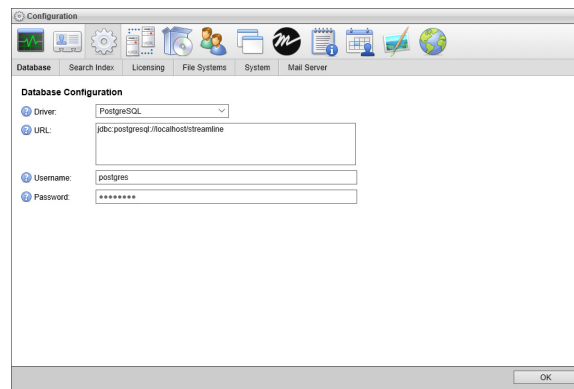 Configuration
Database Search Index Licensing File Systems System Mail Server
Database Configuration
Driver: PostgreSQL
URL: jdbc:postgresql://localhost/streamline
Username: postgres
Password: ••••••••
OK